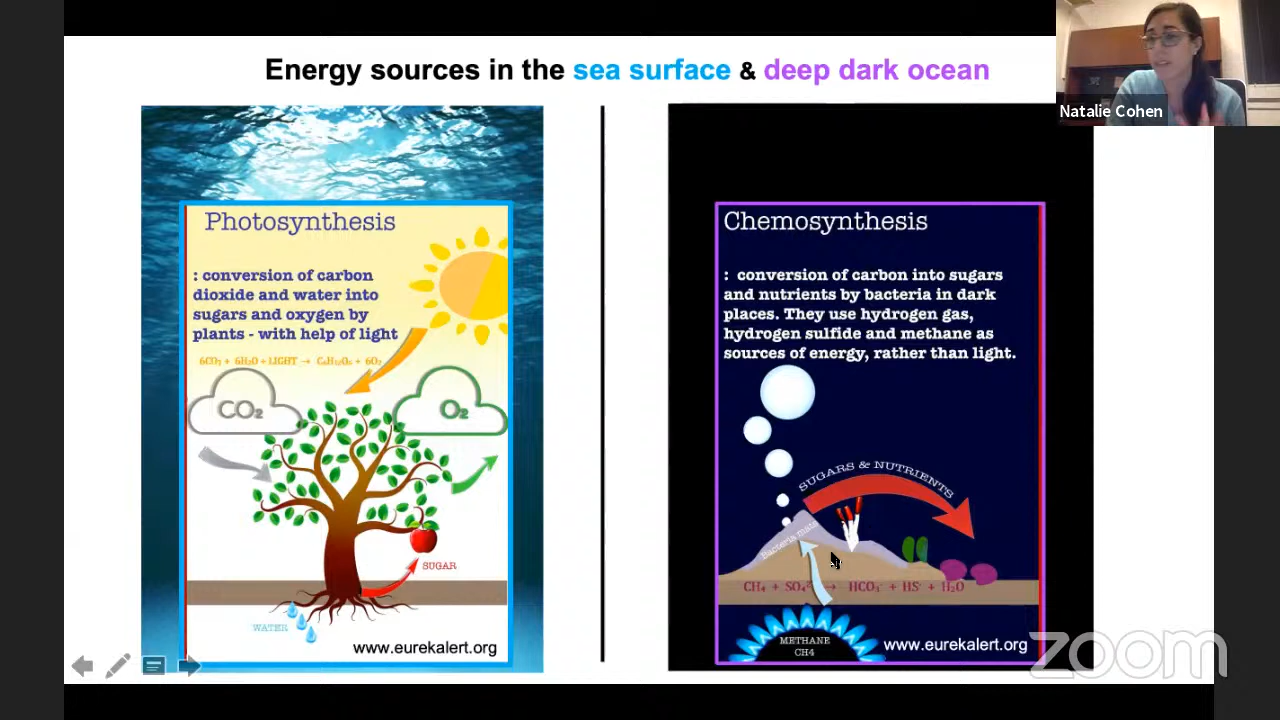 Energy sources in the sea surface & deep dark ocean
Natalie Cohen
Photosynthesis
: conversion of carbon
dioxide and water into
sugars and oxygen by
plants - with help of light
6CO₂ + 6H₂O + LIGHT → C₆H₁₂O₆ + 6O₂
CO₂
O₂
SUGAR
WATER
www.eurekalert.org
Chemosynthesis
: conversion of carbon into sugars
and nutrients by bacteria in dark
places. They use hydrogen gas,
hydrogen sulfide and methane as
sources of energy, rather than light.
SUGARS & NUTRIENTS
Bacteria mats
CH₄ + SO₄²⁻ → HCO₃⁻ + HS⁻ + H₂O
METHANE
CH4
www.eurekalert.org
zoom